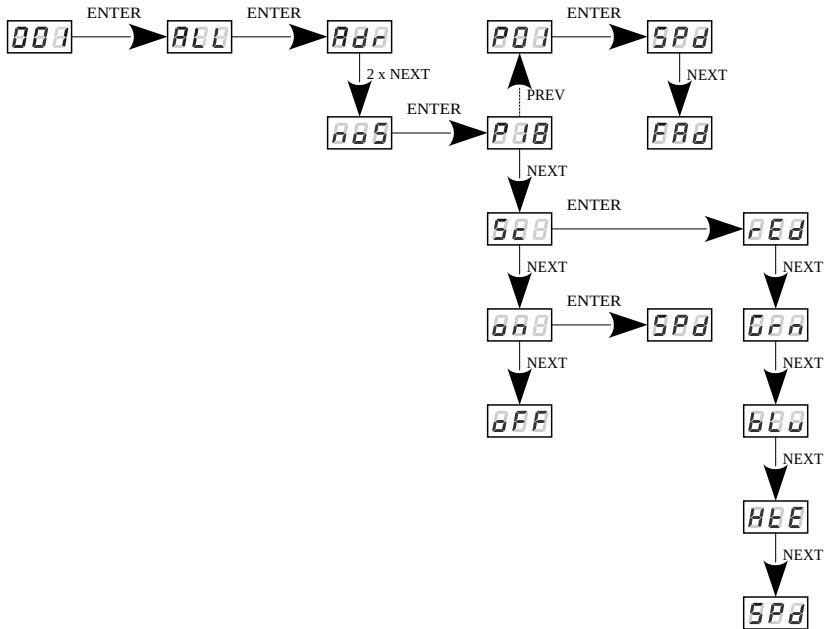 ENTER ENTER ENTER
001 ALL Adr P01 SPd
2 x NEXT NEXT
PREV
ENTER
noS P18 FAd
NEXT
ENTER
Sc rEd
NEXT NEXT
ENTER
on SPd Grn
NEXT NEXT
oFF bLu
NEXT
HtE
NEXT
SPd